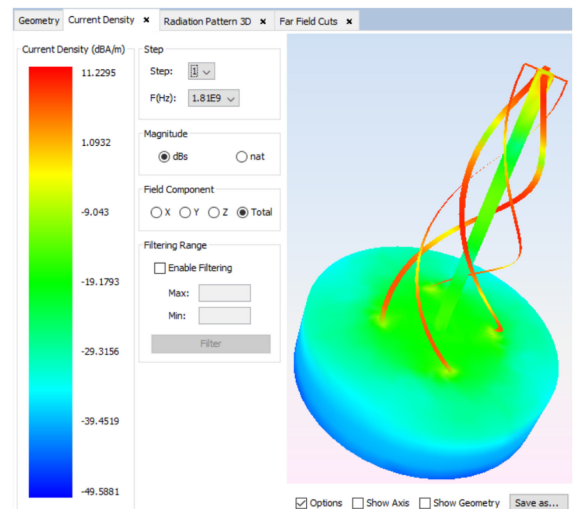 Geometry Current Density × Radiation Pattern 3D × Far Field Cuts ×
Current Density (dBA/m)
11.2295
1.0932
-9.043
-19.1793
-29.3156
-39.4519
-49.5881
Step
Step: 1
F(Hz): 1.81E9
Magnitude
dBs nat
Field Component
X Y Z Total
Filtering Range
Enable Filtering
Max:
Min:
Filter
Options Show Axis Show Geometry Save as...